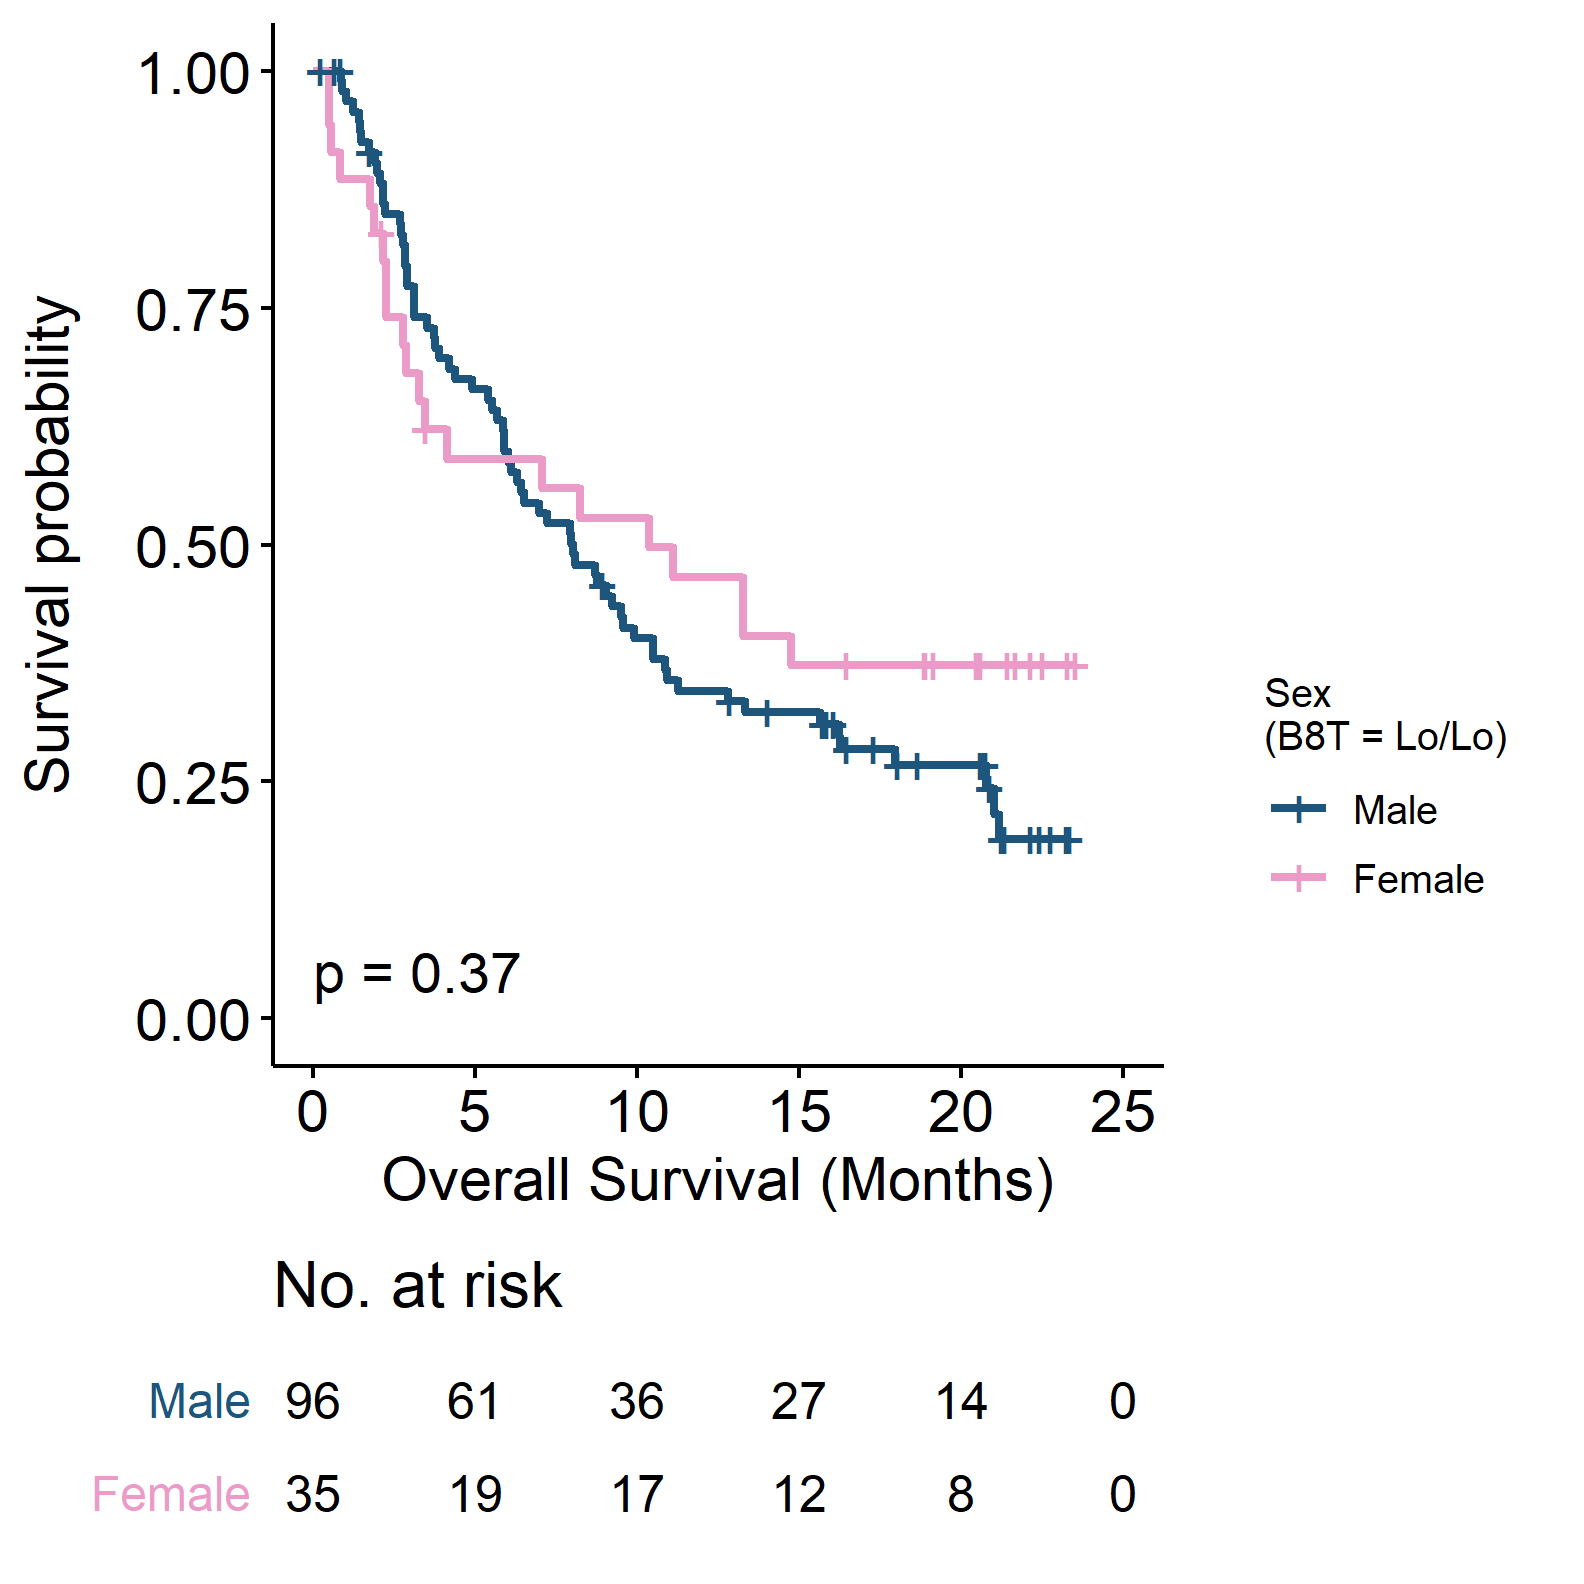 1.00
0.75
0.50
0.25
0.00
Survival probability
p = 0.37
0 5 10 15 20 25
Overall Survival (Months)
Sex
(B8T = Lo/Lo)
Male
Female
No. at risk
Male 96 61 36 27 14 0
Female 35 19 17 12 8 0